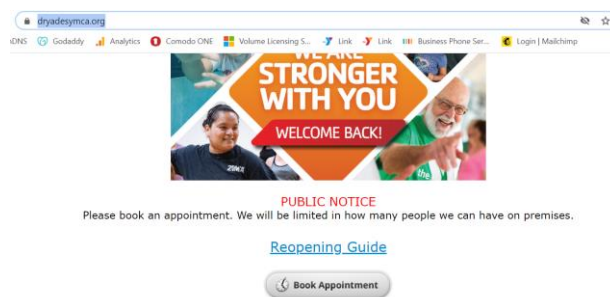 dryadesymca.org
DNS Godaddy Analytics Comodo ONE Volume Licensing S... Link Link Business Phone Ser... Login | Mailchimp
WE ARE
STRONGER
WITH YOU
WELCOME BACK!
ZUMBA
the
PUBLIC NOTICE
Please book an appointment. We will be limited in how many people we can have on premises.
Reopening Guide
Book Appointment